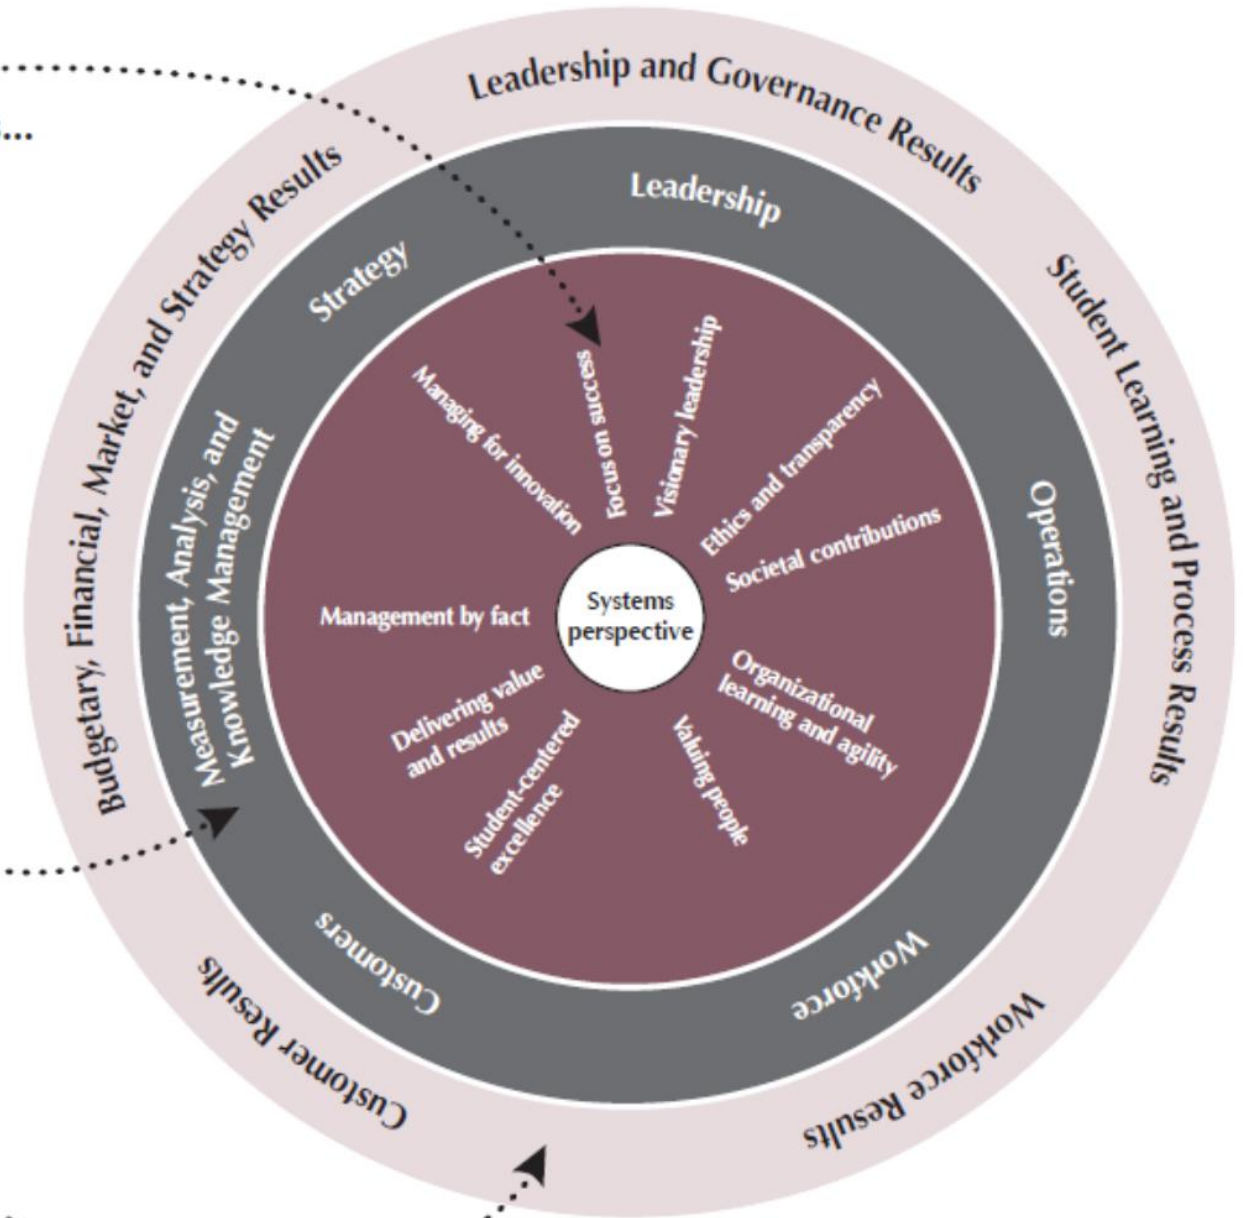 ...
Leadership and Governance Results
Student Learning and Process Results
Workforce Results
Customer Results
Budgetary, Financial, Market, and Strategy Results
Leadership
Operations
Workforce
Customers
Measurement, Analysis, and
Knowledge Management
Strategy
Focus on success
Visionary leadership
Ethics and transparency
Societal contributions
Organizational
learning and agility
Valuing people
Student-centered
excellence
Delivering value
and results
Management by fact
Managing for innovation
Systems
perspective